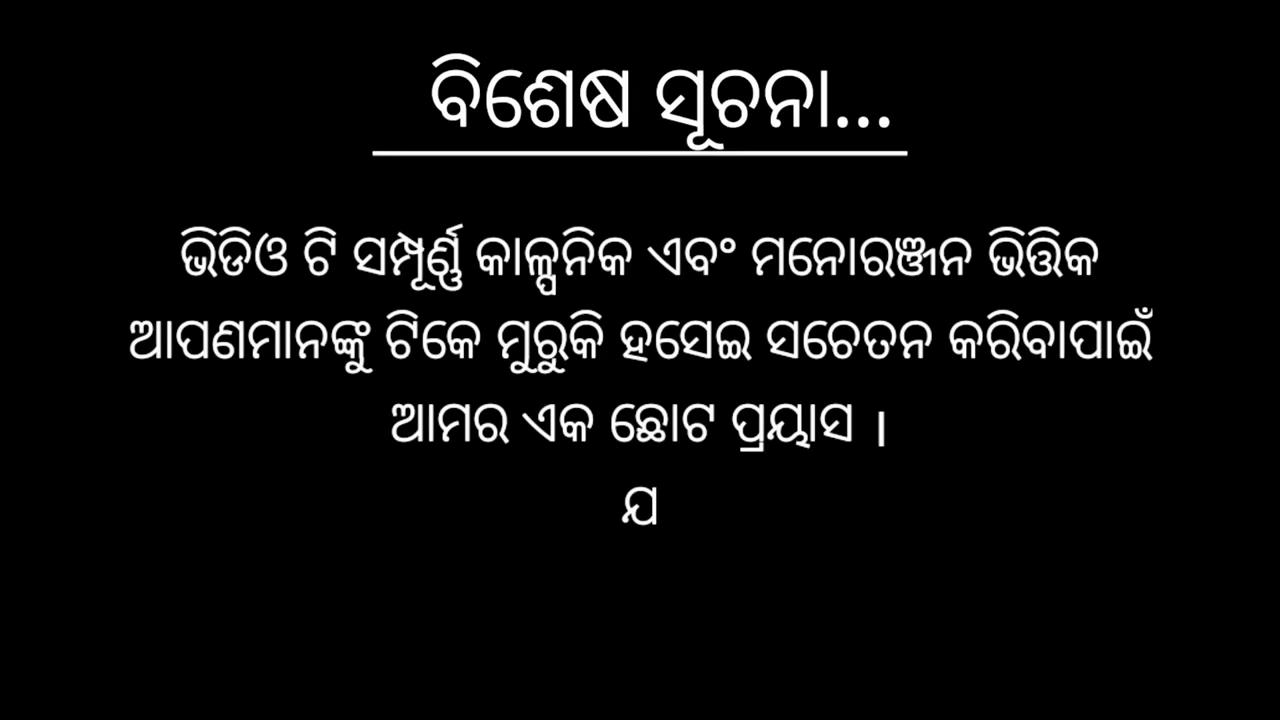 ବିଶେଷ ସୂଚନା...
ଭିଡିଓ ଟି ସମ୍ପୂର୍ଣ୍ଣ କାଳ୍ପନିକ ଏବଂ ମନୋରଞ୍ଜନ ଭିତ୍ତିକ
ଆପଣମାନଙ୍କୁ ଟିକେ ମୁରୁକି ହସେଇ ସଚେତନ କରିବାପାଇଁ
ଆମର ଏକ ଛୋଟ ପ୍ରୟାସ ।
ଯ